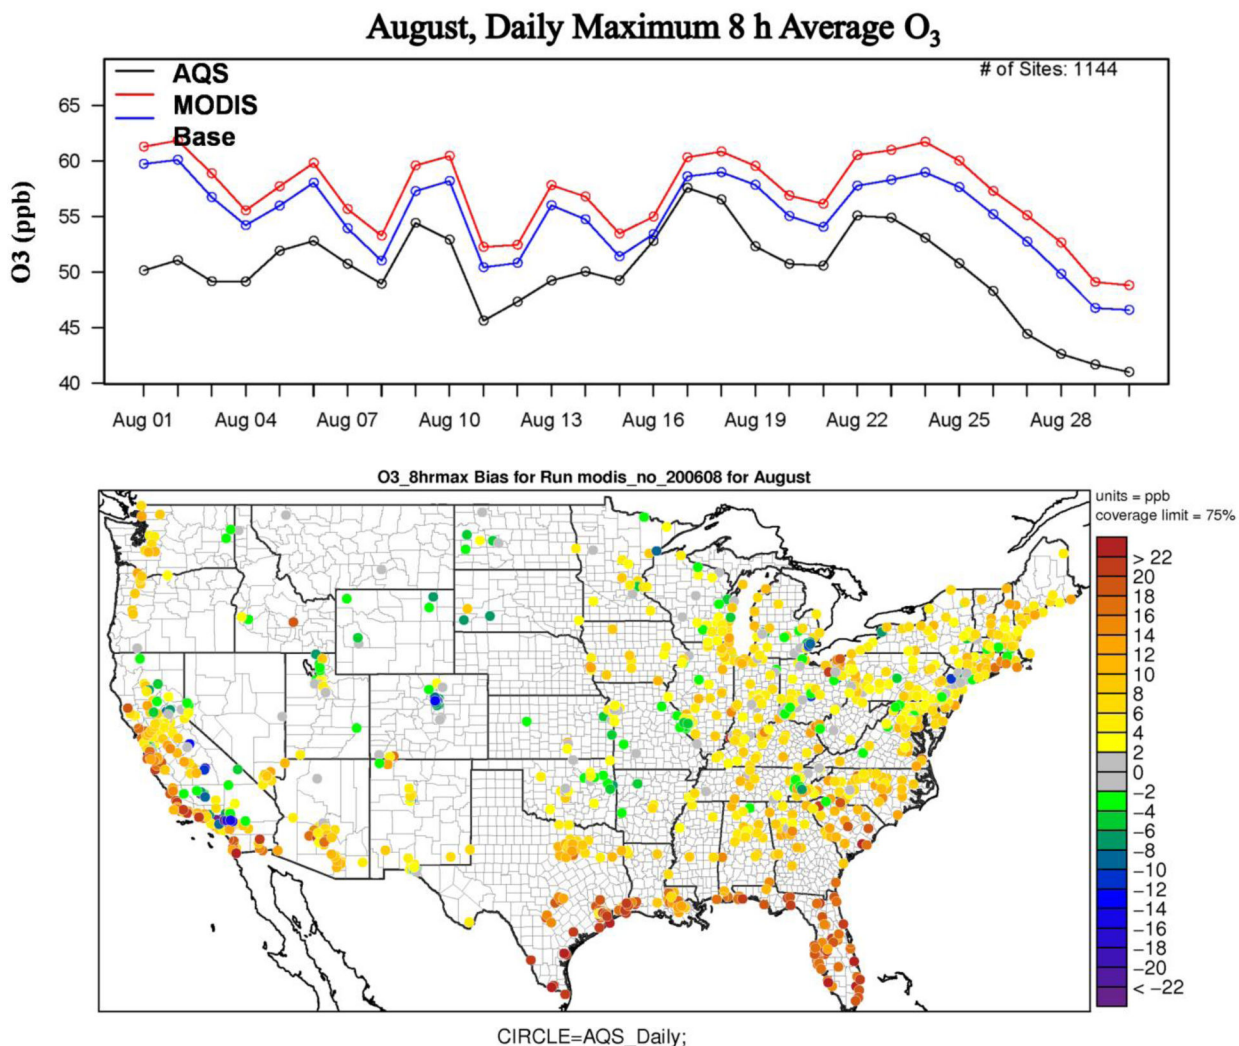 August, Daily Maximum 8 h Average O3
# of Sites: 1144
AQS
MODIS
Base
O3 (ppb)
65
60
55
50
45
40
Aug 01 Aug 04 Aug 07 Aug 10 Aug 13 Aug 16 Aug 19 Aug 22 Aug 25 Aug 28
O3_8hrmax Bias for Run modis_no_200608 for August
units = ppb
coverage limit = 75%
> 22
20
18
16
14
12
10
8
6
4
2
0
−2
−4
−6
−8
−10
−12
−14
−16
−18
−20
< −22
CIRCLE=AQS_Daily;